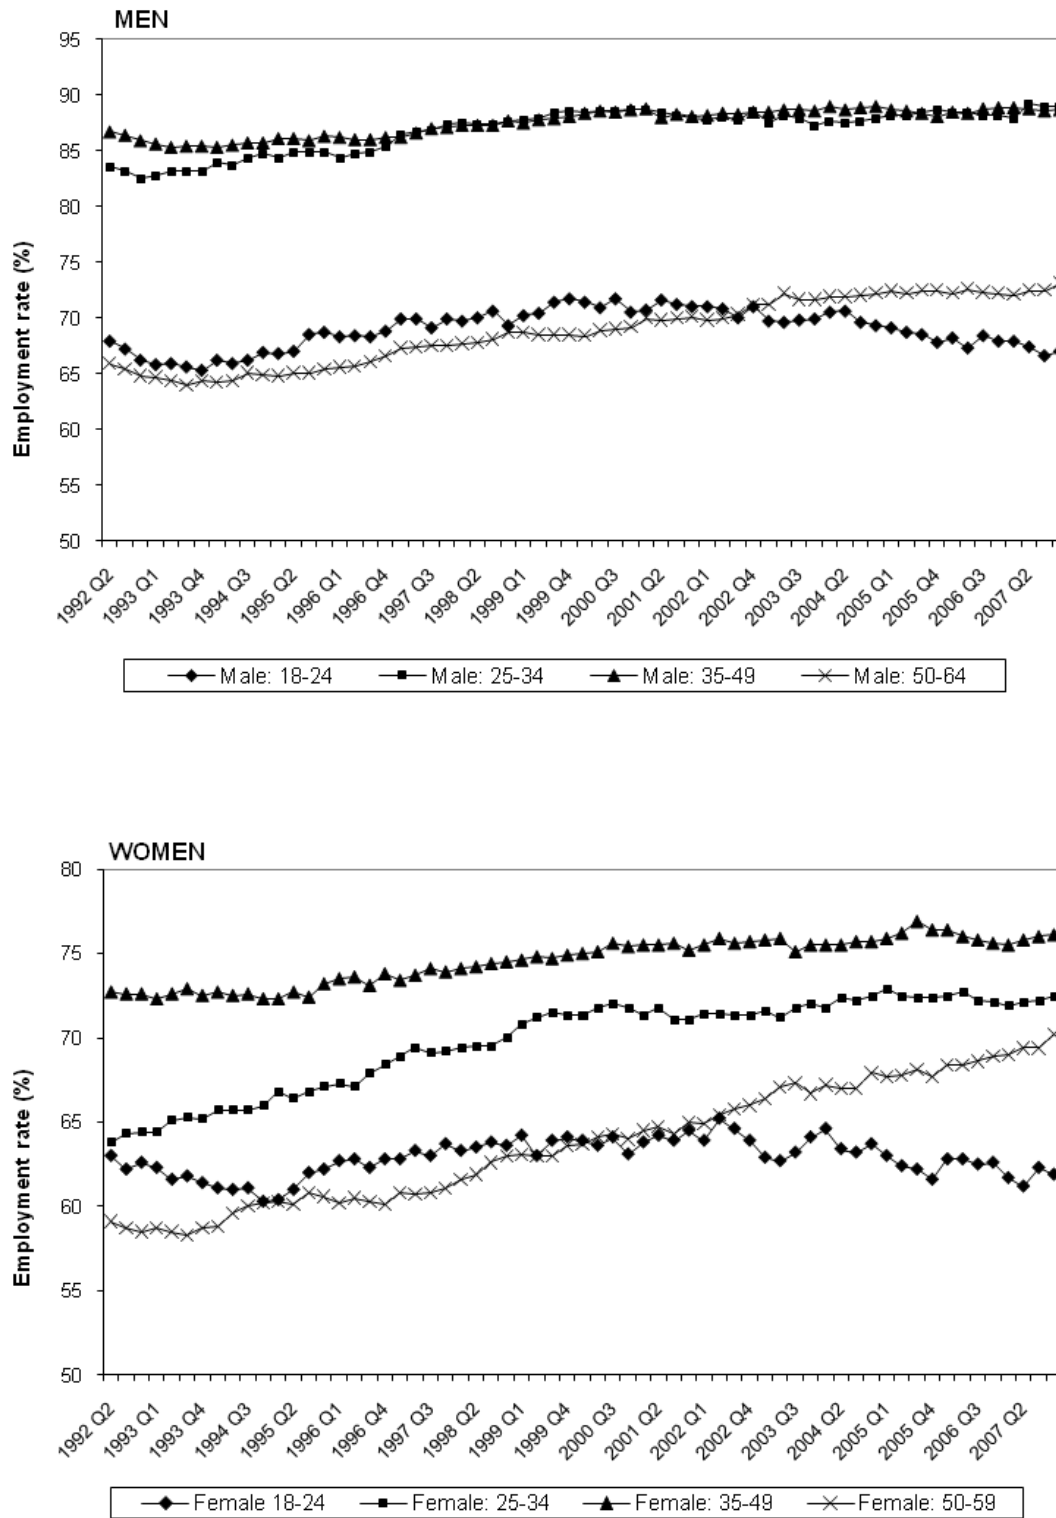 MEN
95
90
85
80
75
70
65
60
55
50
Employment rate (%)
1992 Q2
1993 Q1
1993 Q4
1994 Q3
1995 Q2
1996 Q1
1996 Q4
1997 Q3
1998 Q2
1999 Q1
1999 Q4
2000 Q3
2001 Q2
2002 Q1
2002 Q4
2003 Q3
2004 Q2
2005 Q1
2005 Q4
2006 Q3
2007 Q2
Male: 18-24 Male: 25-34 Male: 35-49 Male: 50-64
WOMEN
80
75
70
65
60
55
50
Employment rate (%)
1992 Q2
1993 Q1
1993 Q4
1994 Q3
1995 Q2
1996 Q1
1996 Q4
1997 Q3
1998 Q2
1999 Q1
1999 Q4
2000 Q3
2001 Q2
2002 Q1
2002 Q4
2003 Q3
2004 Q2
2005 Q1
2005 Q4
2006 Q3
2007 Q2
Female 18-24 Female: 25-34 Female: 35-49 Female: 50-59